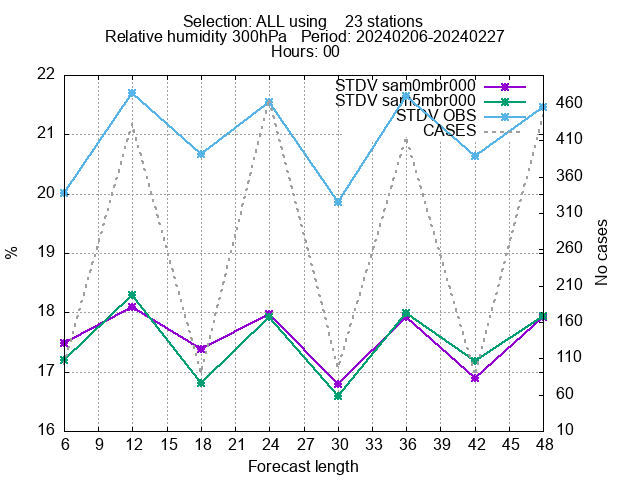 Selection: ALL using    23 stations
Relative humidity 300hPa   Period: 20240206-20240227
Hours: 00
STDV sam0mbr000
STDV sam5mbr000
STDV OBS
CASES
22
21
20
19
18
17
16
%
460
410
360
310
260
210
160
110
60
10
No cases
6 9 12 15 18 21 24 27 30 33 36 39 42 45 48
Forecast length